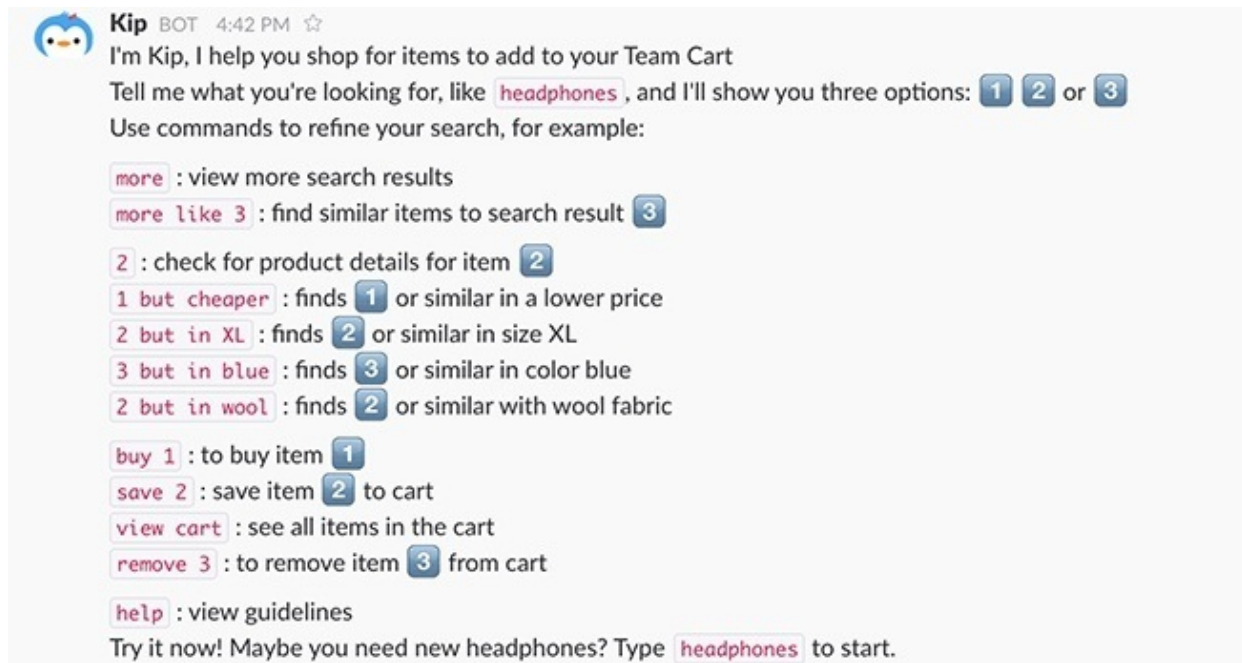 Kip BOT 4:42 PM ☆
I'm Kip, I help you shop for items to add to your Team Cart
Tell me what you're looking for, like headphones, and I'll show you three options: 1 2 or 3
Use commands to refine your search, for example:
more : view more search results
more like 3 : find similar items to search result 3
2 : check for product details for item 2
1 but cheaper : finds 1 or similar in a lower price
2 but in XL : finds 2 or similar in size XL
3 but in blue : finds 3 or similar in color blue
2 but in wool : finds 2 or similar with wool fabric
buy 1 : to buy item 1
save 2 : save item 2 to cart
view cart : see all items in the cart
remove 3 : to remove item 3 from cart
help : view guidelines
Try it now! Maybe you need new headphones? Type headphones to start.